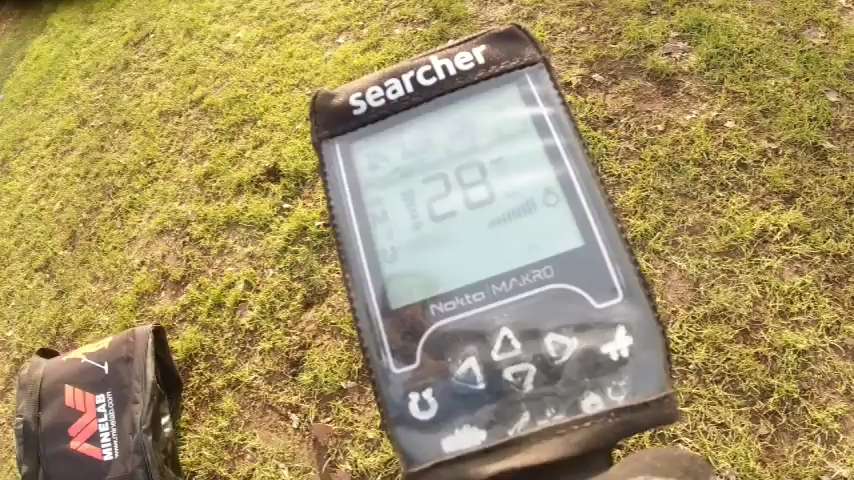 searcher
28
Nokta | MAKRO
MINELAB
www.minelab.com